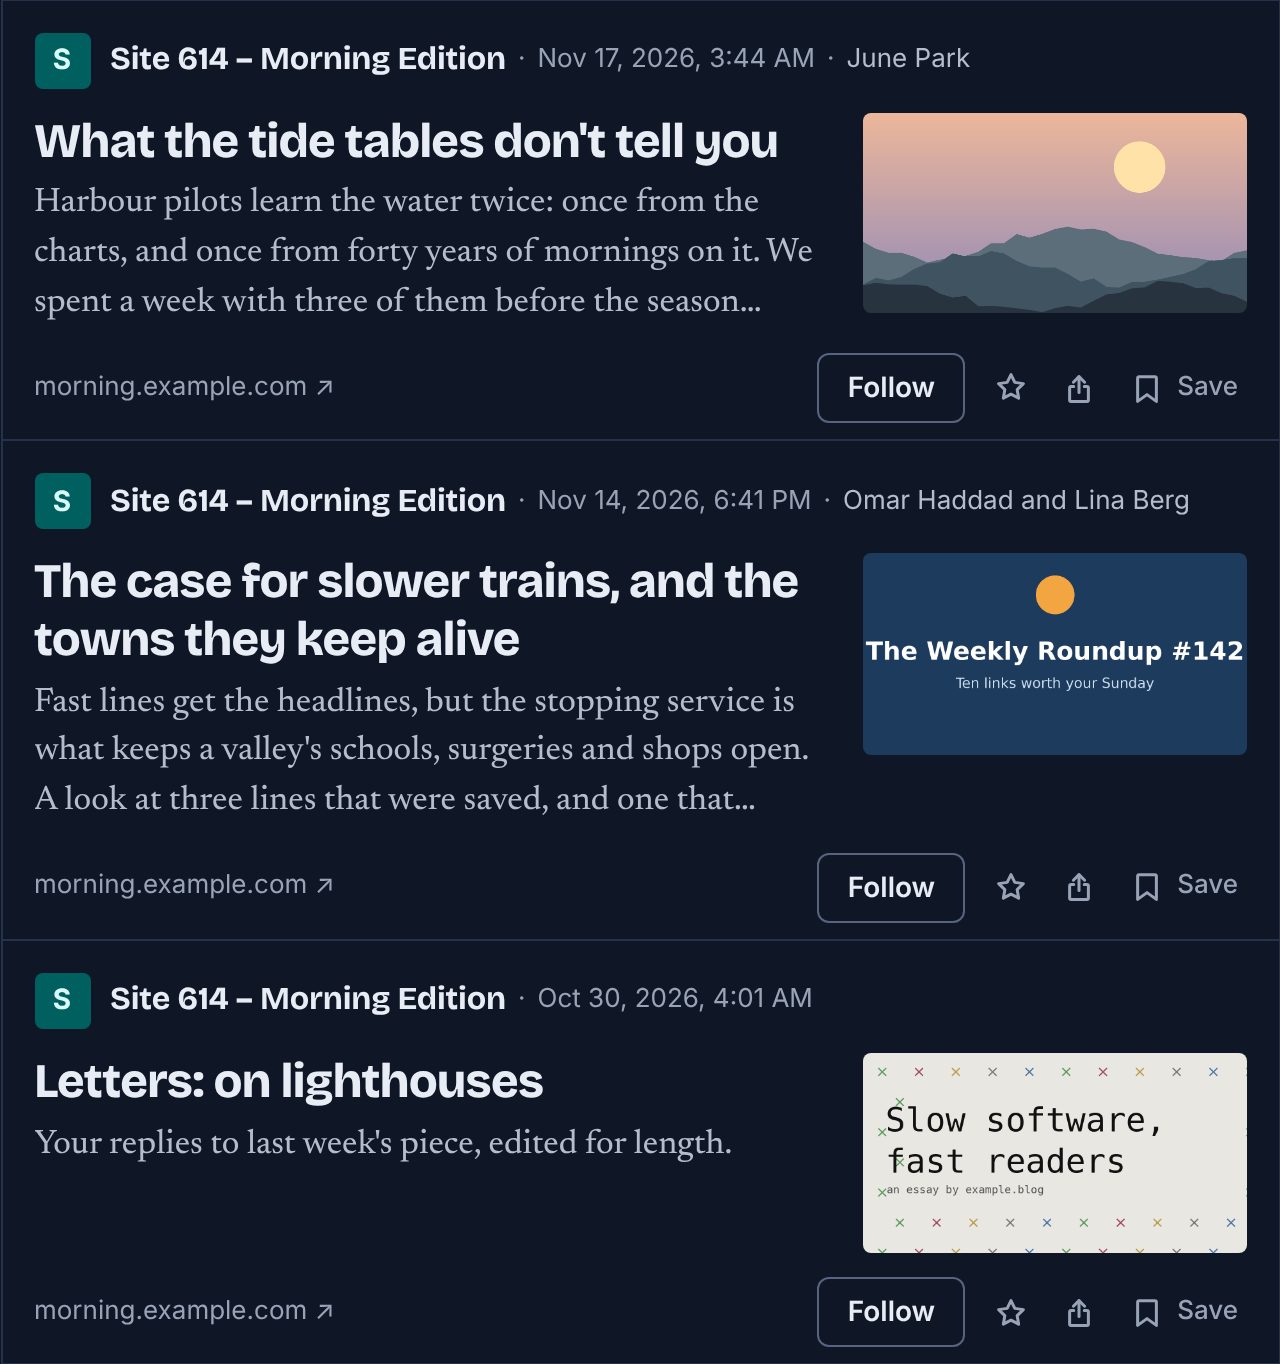 S Site 614 – Morning Edition · Nov 17, 2026, 3:44 AM · June Park
What the tide tables don't tell you
Harbour pilots learn the water twice: once from the
charts, and once from forty years of mornings on it. We
spent a week with three of them before the season...
morning.example.com ↗
Follow
Save
S Site 614 – Morning Edition · Nov 14, 2026, 6:41 PM · Omar Haddad and Lina Berg
The case for slower trains, and the
towns they keep alive
Fast lines get the headlines, but the stopping service is
what keeps a valley's schools, surgeries and shops open.
A look at three lines that were saved, and one that...
The Weekly Roundup #142
Ten links worth your Sunday
morning.example.com ↗
Follow
Save
S Site 614 – Morning Edition · Oct 30, 2026, 4:01 AM
Letters: on lighthouses
Your replies to last week's piece, edited for length.
Slow software,
fast readers
an essay by example.blog
morning.example.com ↗
Follow
Save